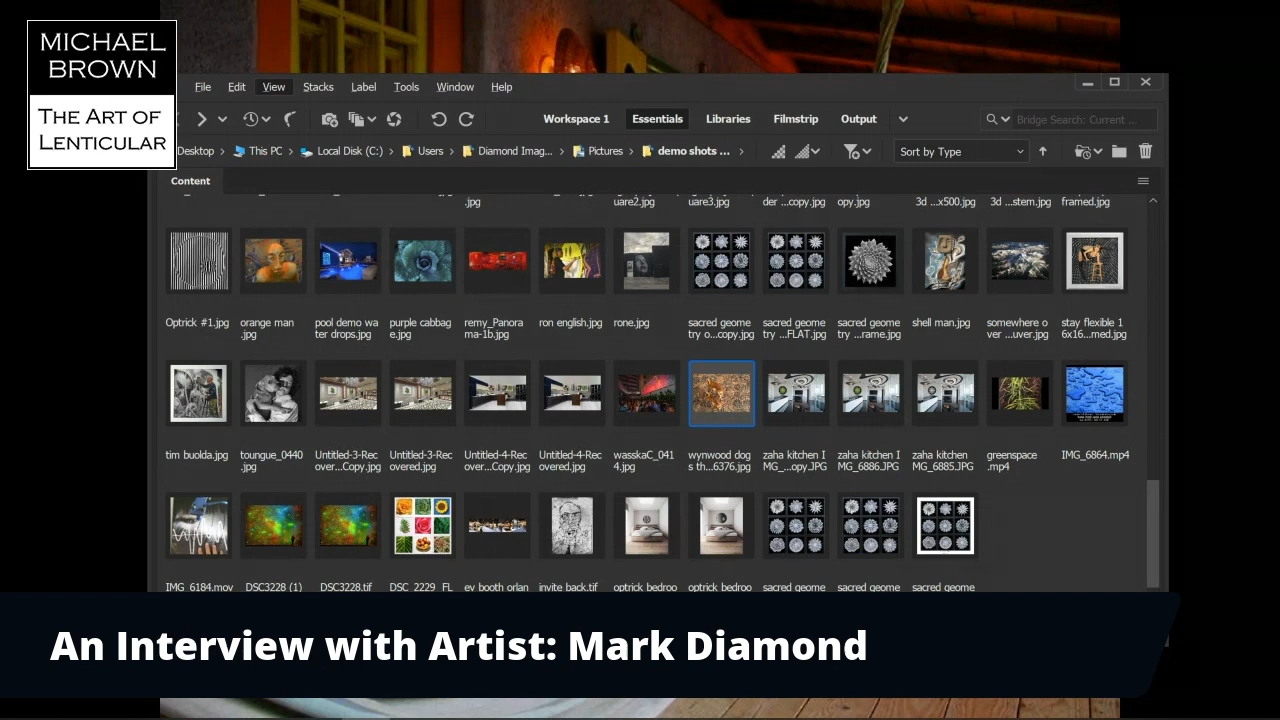 MICHAEL
BROWN
THE ART OF
LENTICULAR
File Edit View Stacks Label Tools Window Help
Workspace 1 Essentials Libraries Filmstrip Output Bridge Search: Current ...
Desktop > This PC > Local Disk (C:) > Users > Diamond Imag... > Pictures > demo shots ... > Sort by Type
Content
.jpg uare2.jpg uare3.jpg der ...copy.jpg opy.jpg 3d ...x500.jpg 3d ...stem.jpg framed.jpg
Optrick #1.jpg orange man pool demo wa purple cabbag remy_Panora ron english.jpg rone.jpg sacred geome sacred geome sacred geome shell man.jpg somewhere o stay flexible 1
.jpg ter drops.jpg e.jpg ma-1b.jpg try o...copy.jpg try ...FLAT.jpg try ...rame.jpg ver ...uver.jpg 6x16...med.jpg
tim buolda.jpg toungue_0440 Untitled-3-Rec Untitled-3-Rec Untitled-4-Rec Untitled-4-Rec wasskaC_041 wynwood dog zaha kitchen I zaha kitchen I zaha kitchen greenspace IMG_6864.mp4
.jpg over...Copy.jpg overed.jpg over...Copy.jpg overed.jpg 4.jpg s th...6376.jpg MG_...opy.JPG MG_6886.JPG IMG_6885.JPG .mp4
IMG_6184.mov _DSC3228 (1) _DSC3228.tif DSC_2229_FL ev booth orlan invite back.tif optrick bedroo optrick bedroo sacred geome sacred geome sacred geome
An Interview with Artist: Mark Diamond